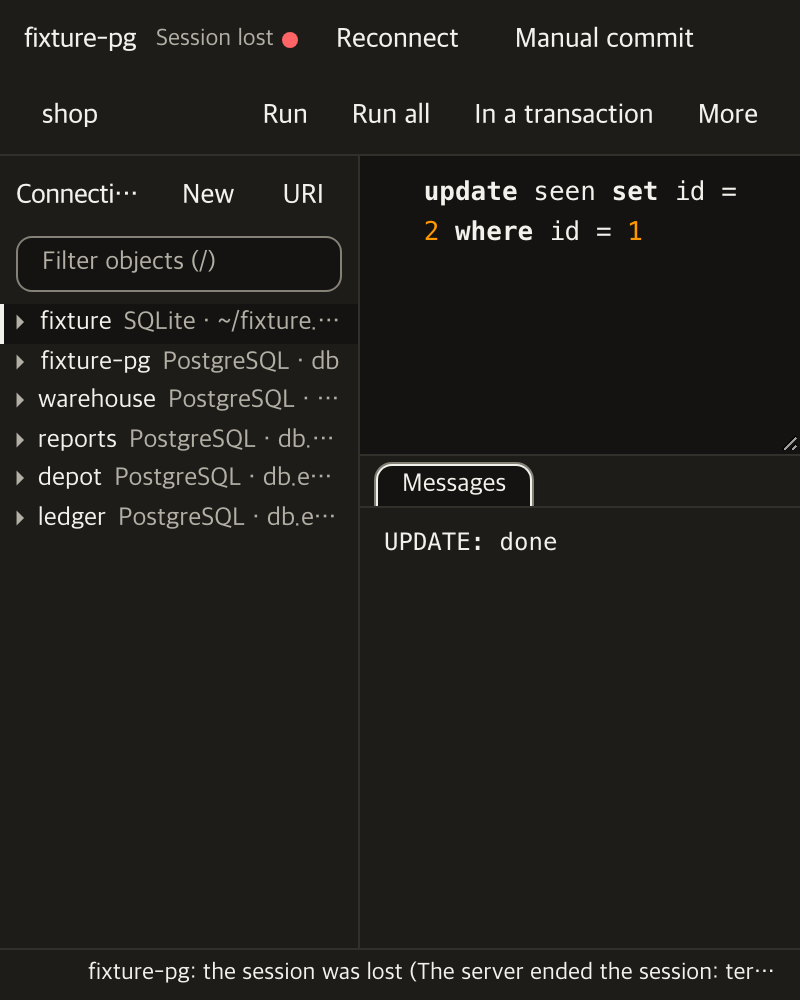 fixture-pg Session lost Reconnect Manual commit
shop Run Run all In a transaction More
Connecti… New URI
Filter objects (/)
fixture SQLite · ~/fixture.…
fixture-pg PostgreSQL · db
warehouse PostgreSQL · …
reports PostgreSQL · db.…
depot PostgreSQL · db.e…
ledger PostgreSQL · db.e…
update seen set id =
2 where id = 1
Messages
UPDATE: done
fixture-pg: the session was lost (The server ended the session: ter…